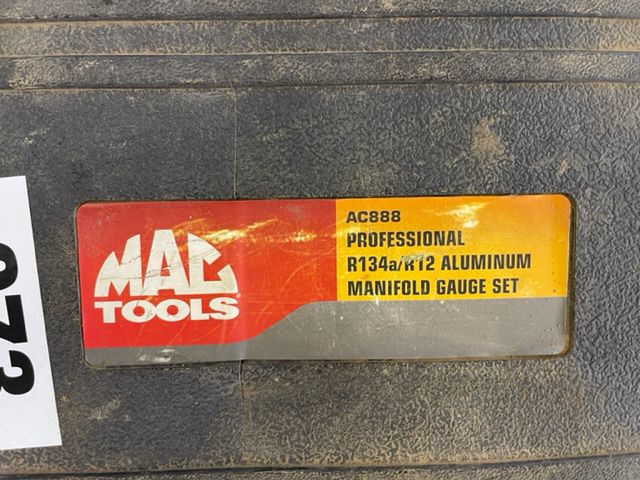 MAC
TOOLS
AC888
PROFESSIONAL
R134a/R12 ALUMINUM
MANIFOLD GAUGE SET